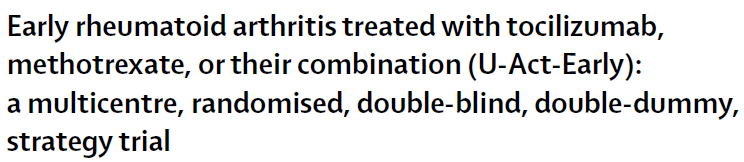 Early rheumatoid arthritis treated with tocilizumab,
methotrexate, or their combination (U-Act-Early):
a multicentre, randomised, double-blind, double-dummy,
strategy trial